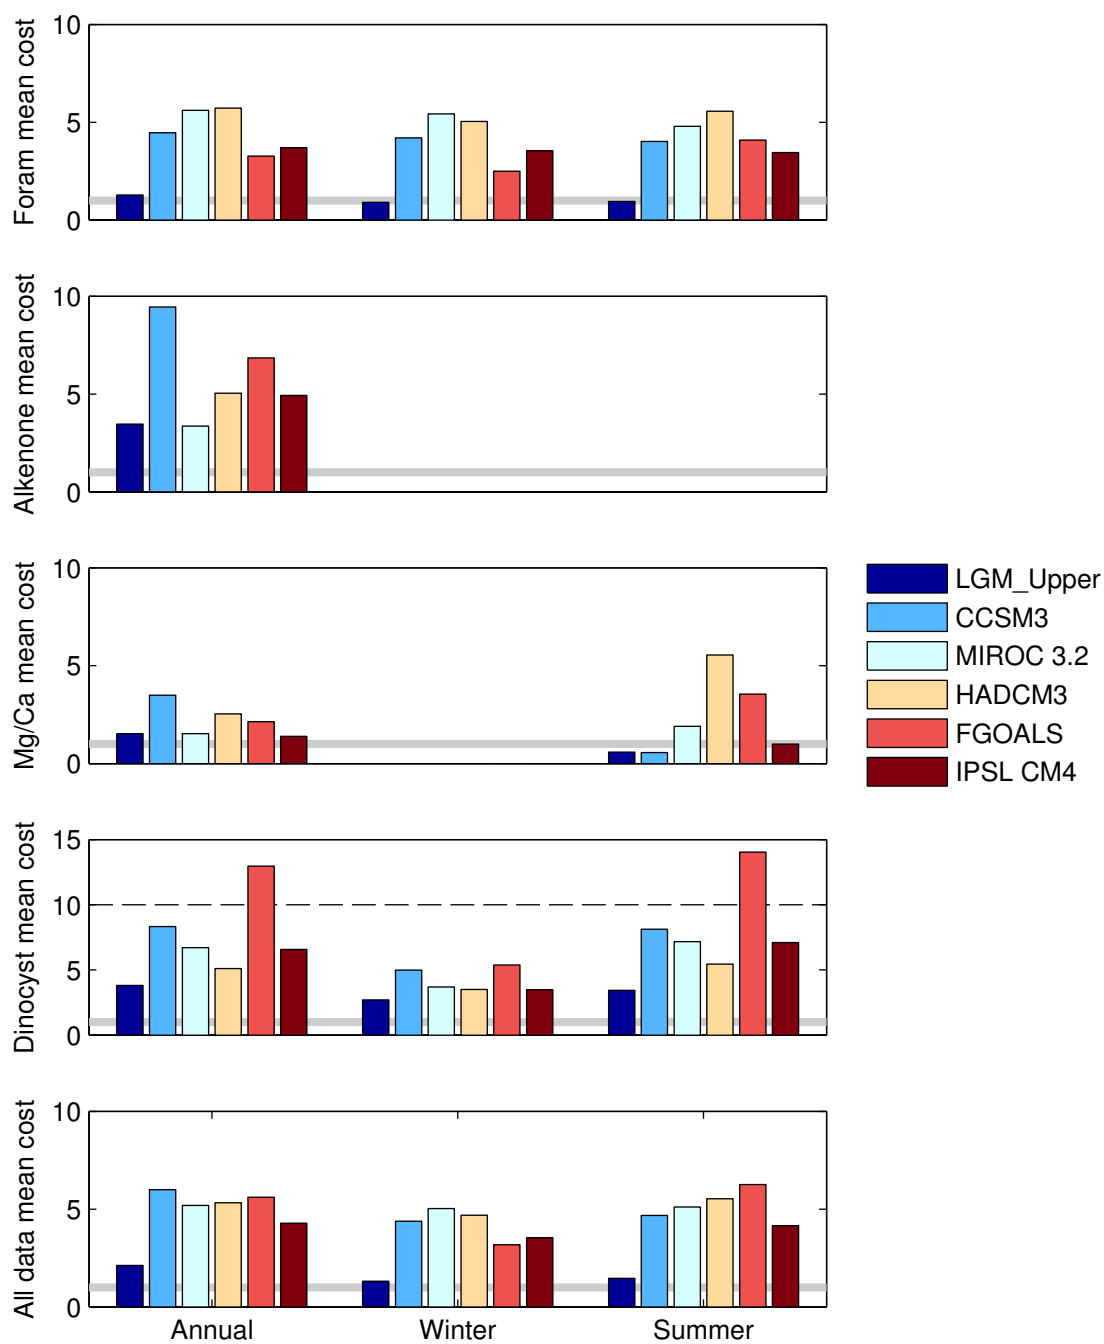 Foram mean cost
10
5
0
Alkenone mean cost
10
5
0
Mg/Ca mean cost
10
5
0
LGM_Upper
CCSM3
MIROC 3.2
HADCM3
FGOALS
IPSL CM4
Dinocyst mean cost
15
10
5
0
All data mean cost
10
5
0
Annual Winter Summer